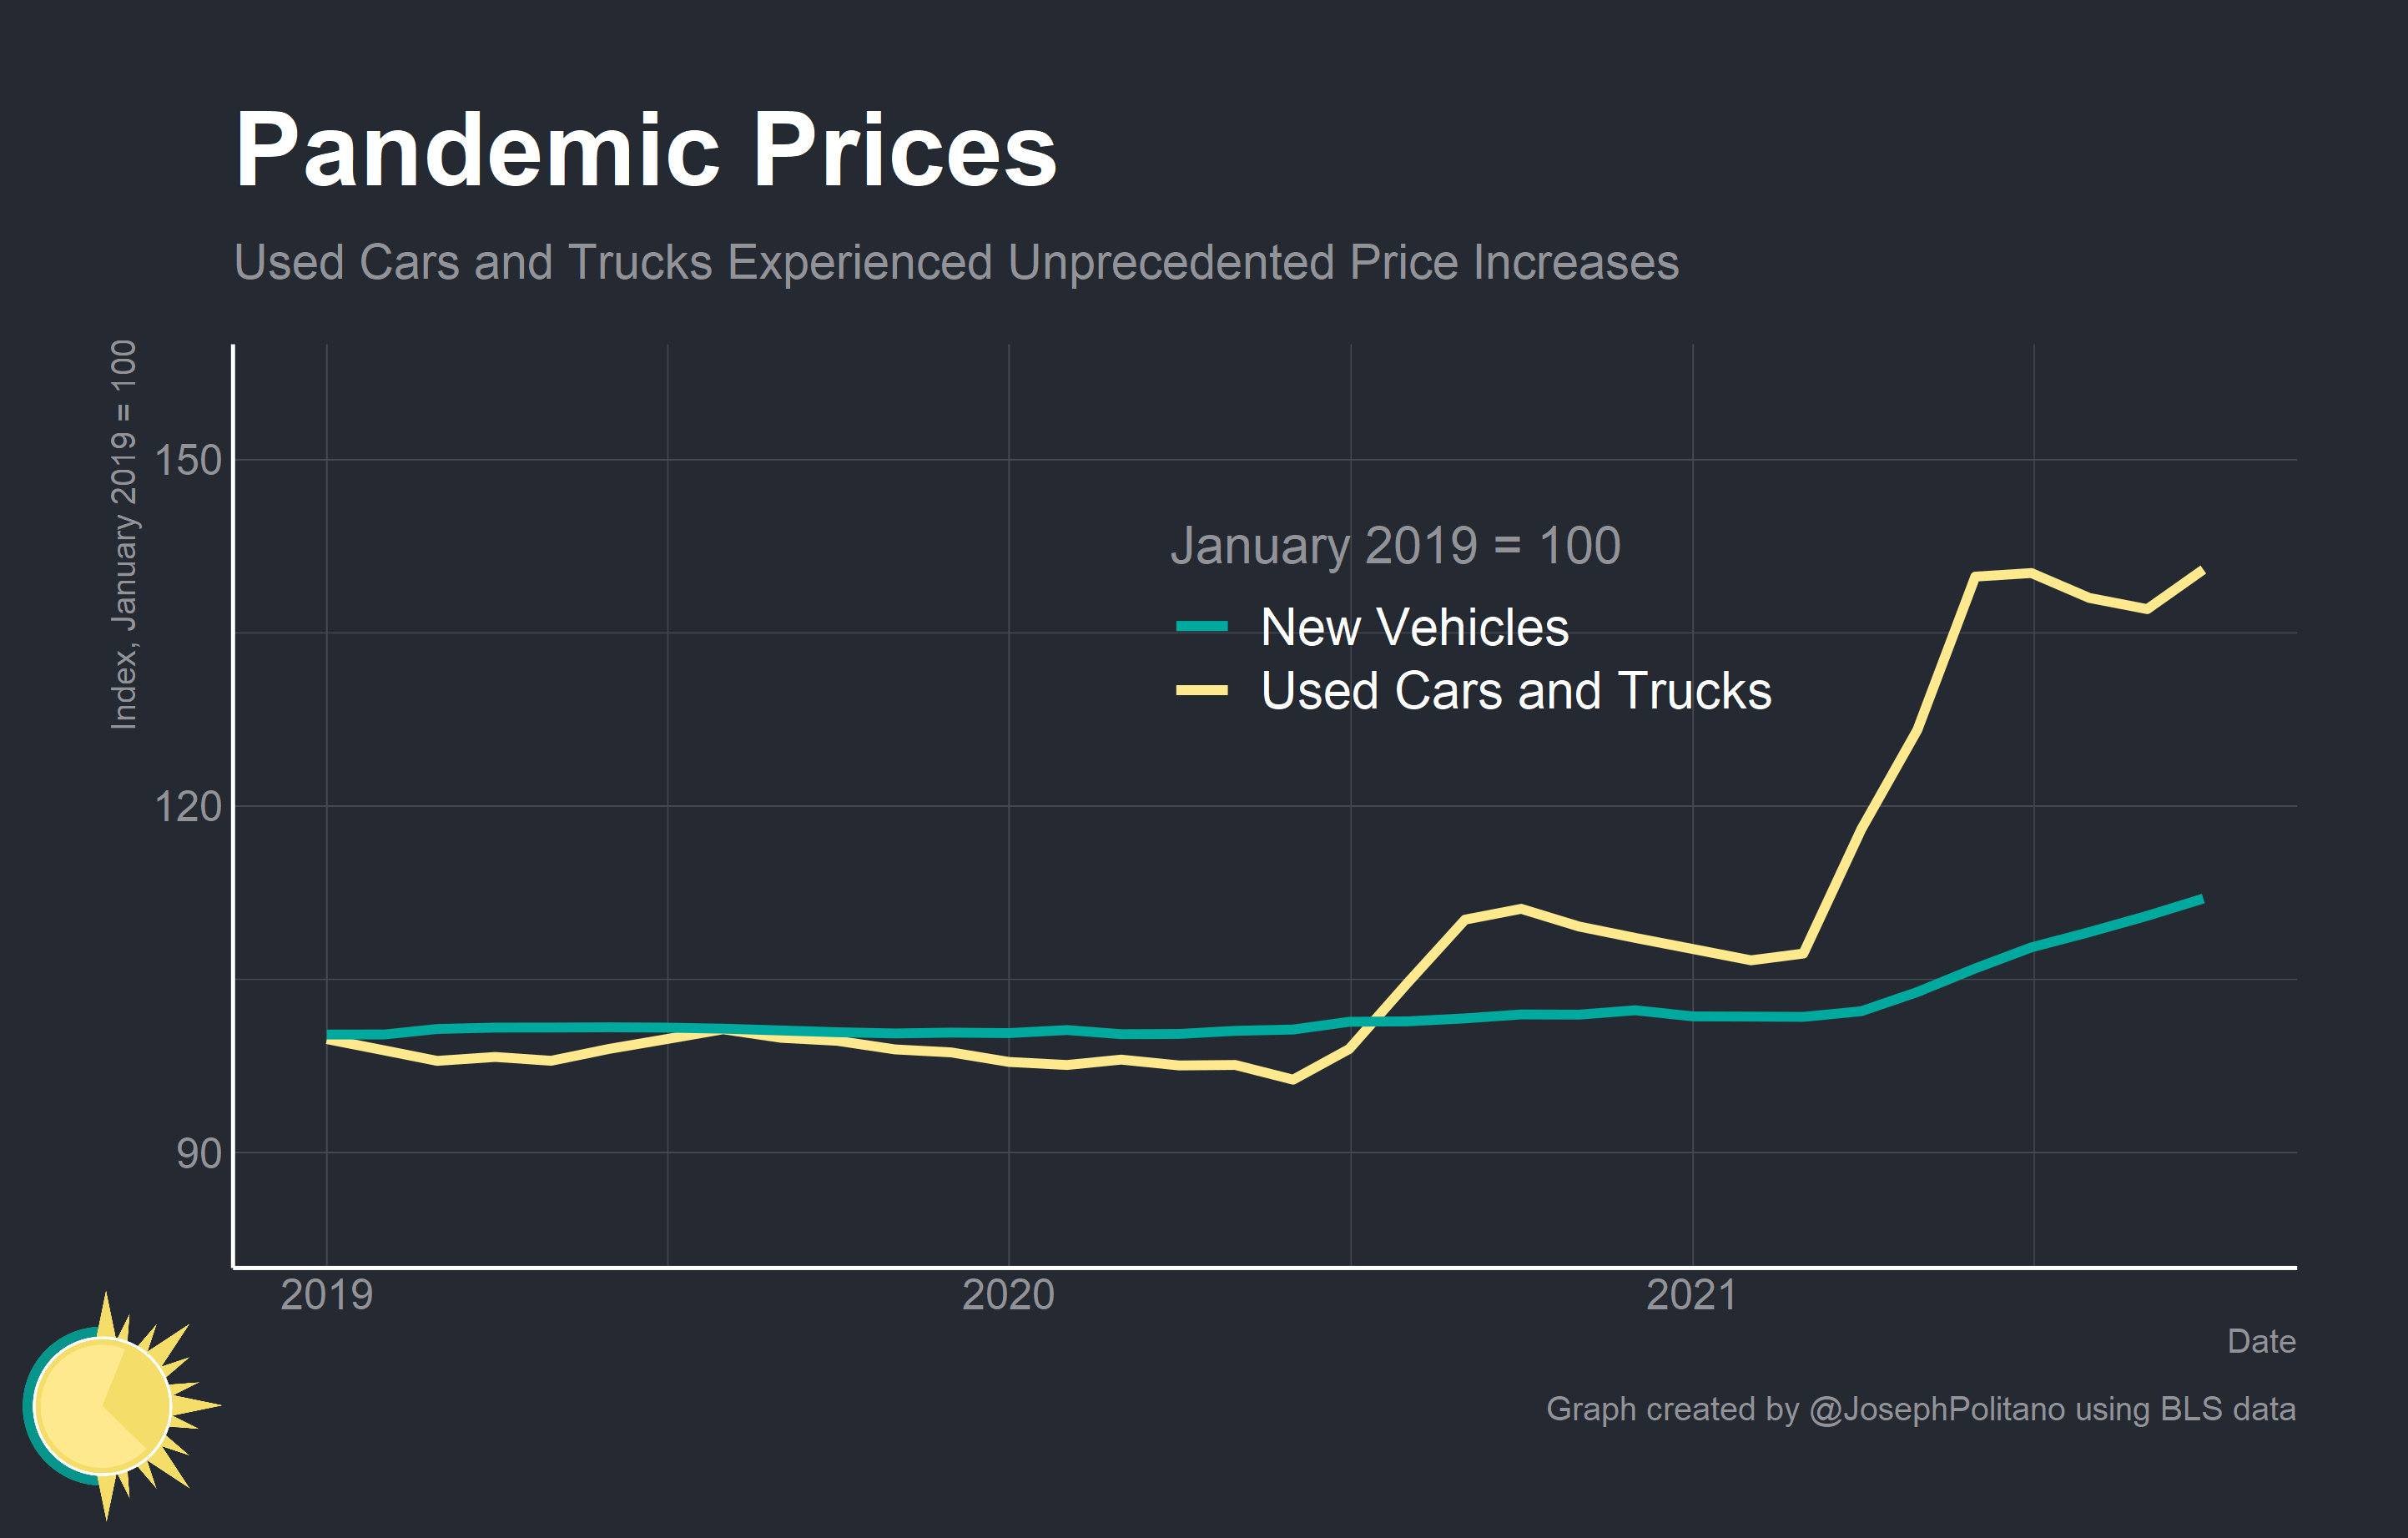 Pandemic Prices
Used Cars and Trucks Experienced Unprecedented Price Increases
Index, January 2019 = 100
150
120
90
January 2019 = 100
New Vehicles
Used Cars and Trucks
2019
2020
2021
Date
Graph created by @JosephPolitano using BLS data